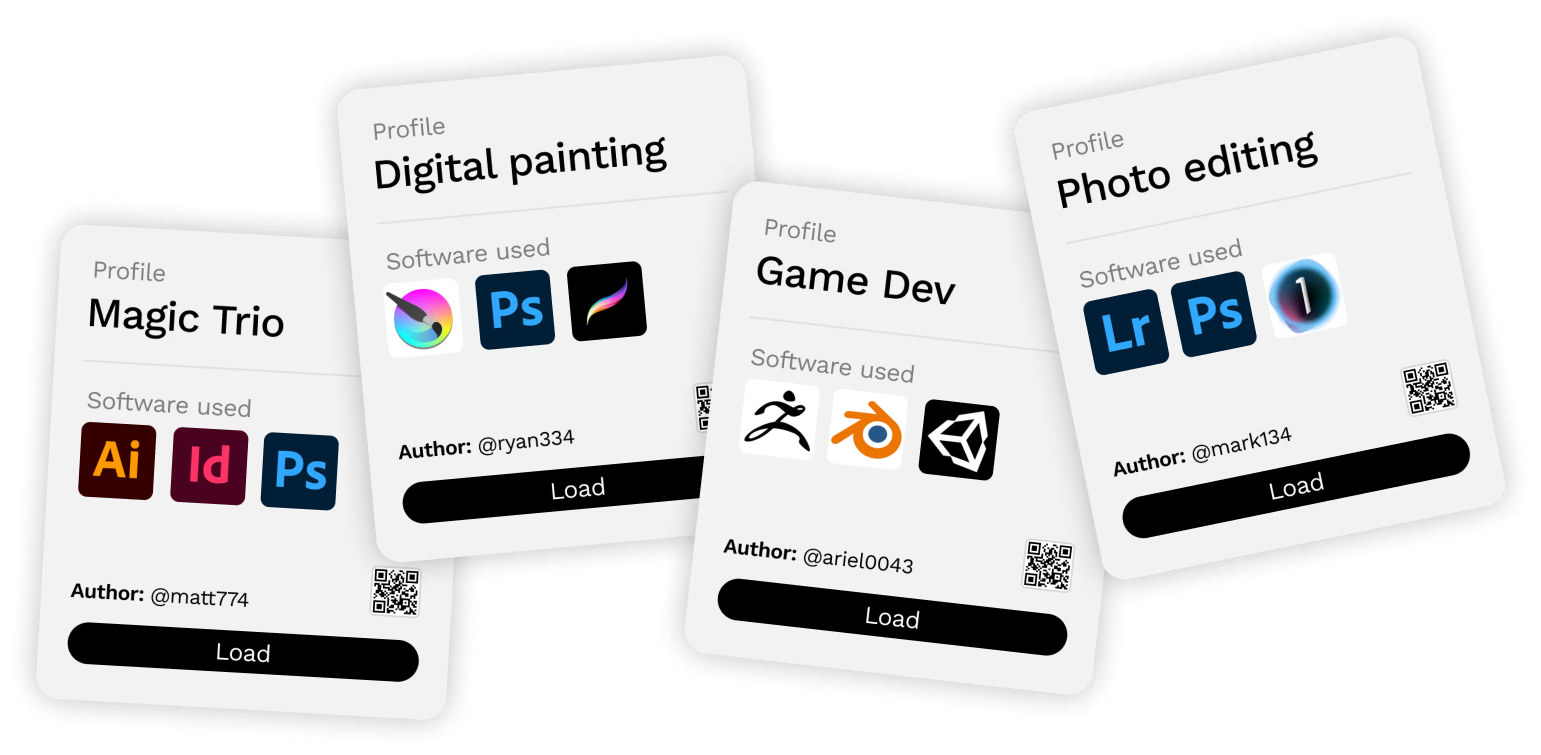 Profile
Magic Trio
Software used
Ai Id Ps
Author: @matt774
Load
Profile
Digital painting
Software used
Ps
Author: @ryan334
Load
Profile
Game Dev
Software used
Author: @ariel0043
Load
Profile
Photo editing
Software used
Lr Ps 1
Author: @mark134
Load